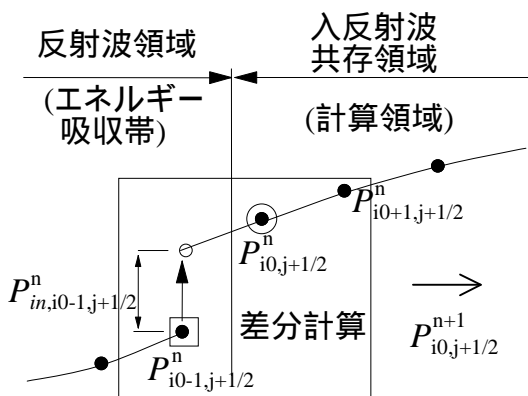 反射波領域
(エネルギー
吸収帯)
入反射波
共存領域
(計算領域)
P^n_{i0+1,j+1/2}
P^n_{i0,j+1/2}
P^n_{in,i0-1,j+1/2}
差分計算
P^{n+1}_{i0,j+1/2}
P^n_{i0-1,j+1/2}